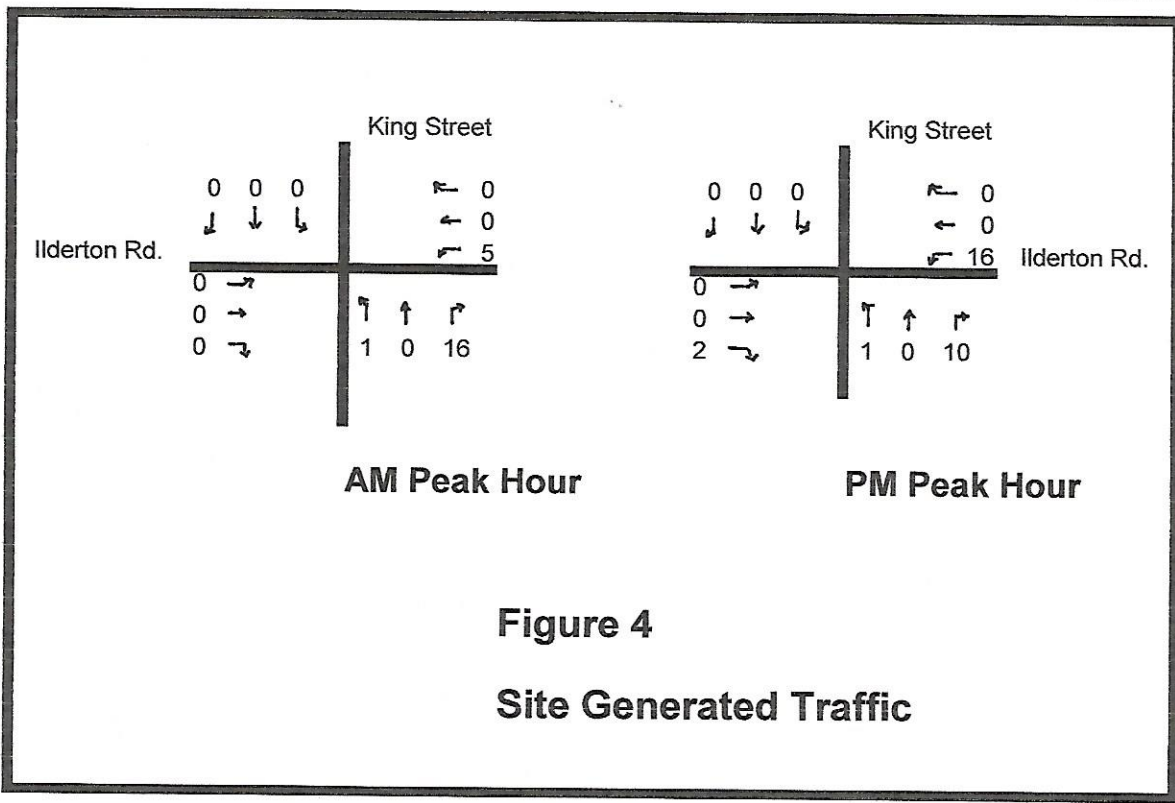 King Street
0 0 0
0
0
5
Ilderton Rd.
0
0
0
1 0 16
AM Peak Hour
King Street
0 0 0
0
0
16
Ilderton Rd.
0
0
2
1 0 10
PM Peak Hour
Figure 4
Site Generated Traffic